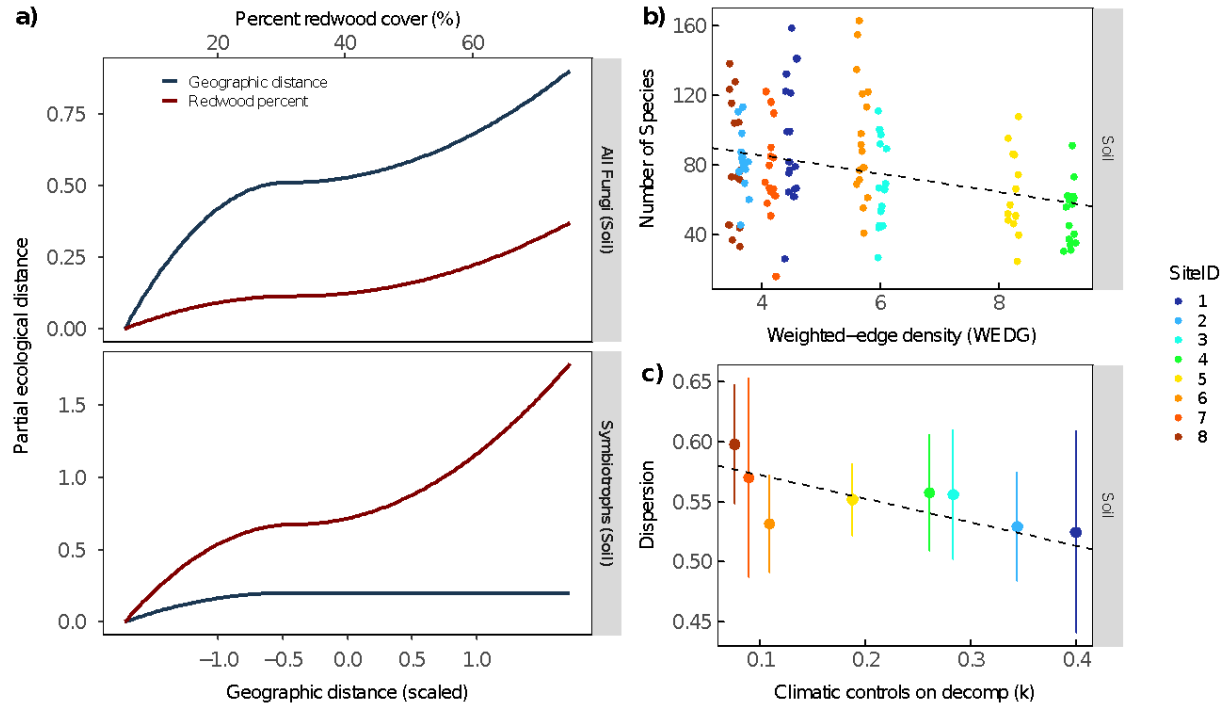 a)
Percent redwood cover (%)
20 40 60
Geographic distance
Redwood percent
0.75
0.50
0.25
0.00
All Fungi (Soil)
Partial ecological distance
1.5
1.0
0.5
0.0
Symbiotrophs (Soil)
−1.0 −0.5 0.0 0.5 1.0
Geographic distance (scaled)
b)
Number of Species
160
120
80
40
Soil
4 6 8
Weighted−edge density (WEDG)
c)
Dispersion
0.65
0.60
0.55
0.50
0.45
Soil
0.1 0.2 0.3 0.4
Climatic controls on decomp (k)
SiteID
1
2
3
4
5
6
7
8